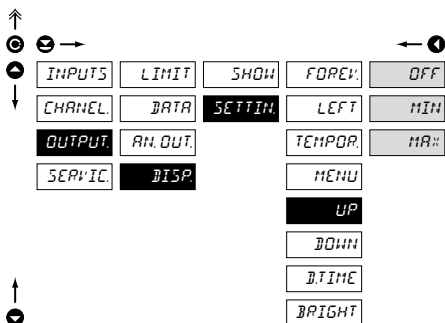 INPUTS LIMIT SHOW FOREV. OFF
CHANEL. DATA SETTIN. LEFT MIN
OUTPUT. AN. OUT. TEMPOR. MAX
SERVIC. DISP. MENU
UP
DOWN
D.TIME
BRIGHT